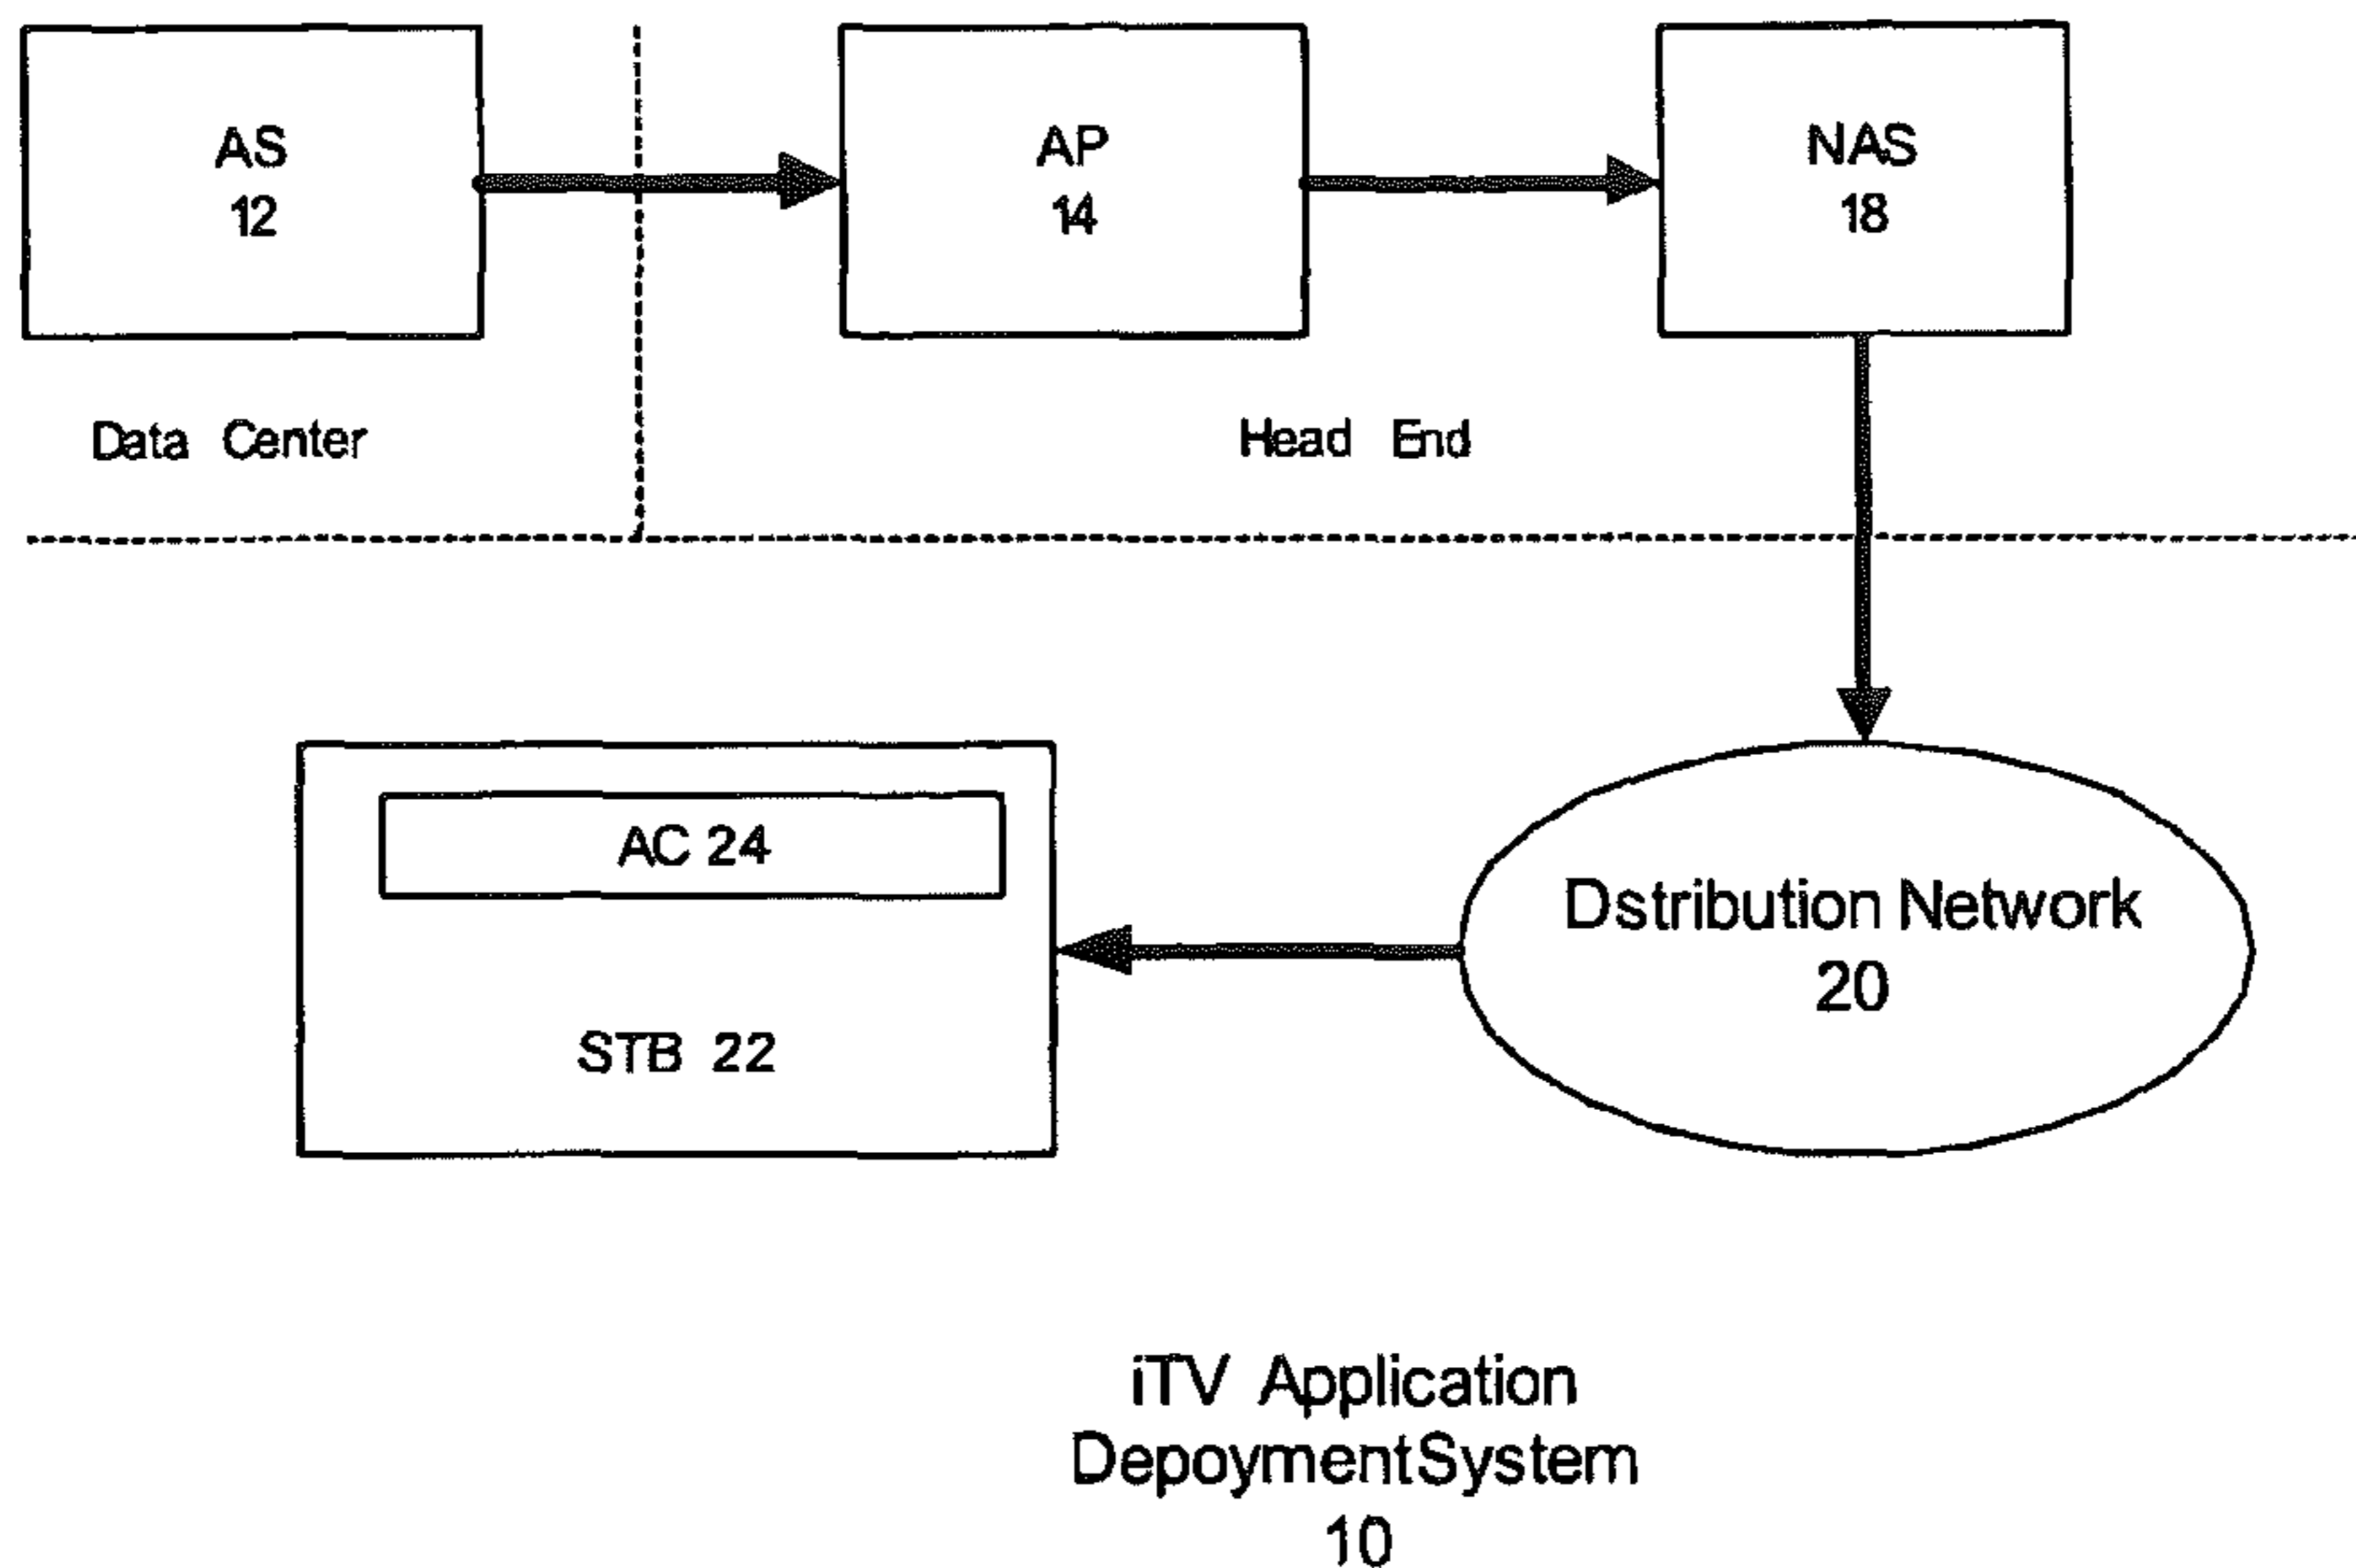 AS
12
AP
14
NAS
18
Data Center
Head End
AC 24
STB 22
Dstribution Network
20
iTV Application
DepoymentSystem
10